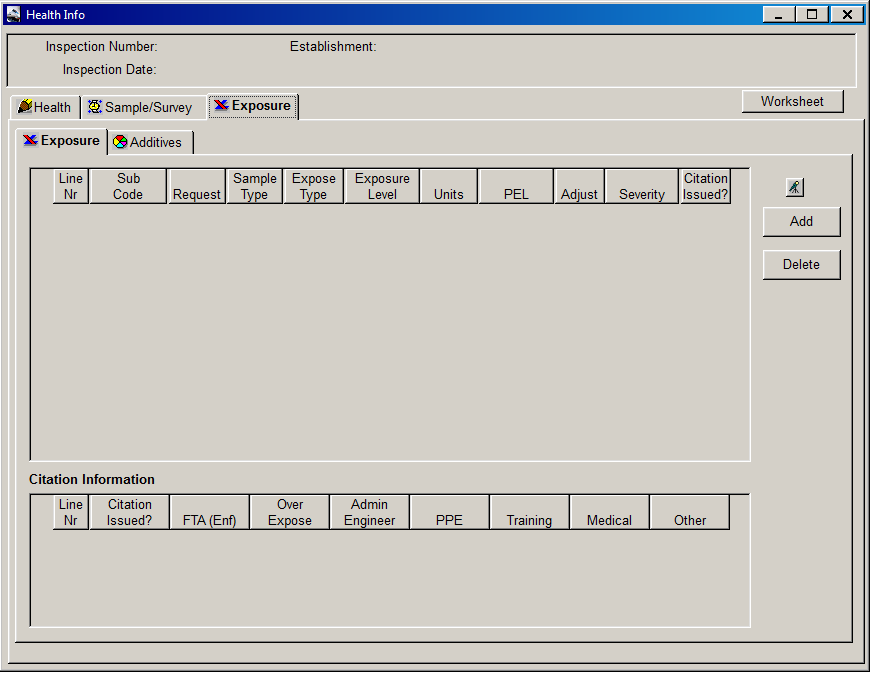 Health Info
Inspection Number: Establishment:
Inspection Date:
Health Sample/Survey Exposure Worksheet
Exposure Additives
Line Nr Sub Code Request Sample Type Expose Type Exposure Level Units PEL Adjust Severity Citation Issued?
Add
Delete
Citation Information
Line Nr Citation Issued? FTA (Enf) Over Expose Admin Engineer PPE Training Medical Other